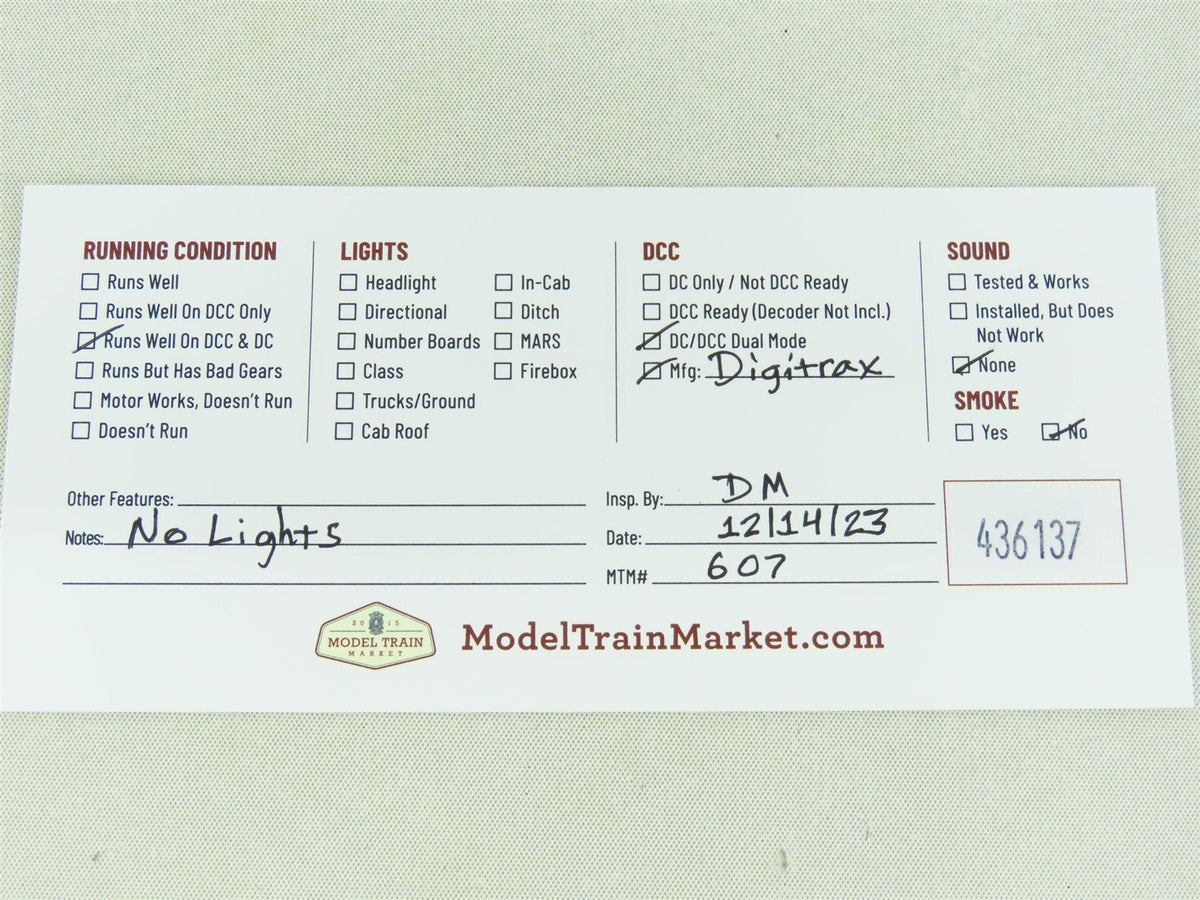 RUNNING CONDITION
Runs Well
Runs Well On DCC Only
Runs Well On DCC & DC
Runs But Has Bad Gears
Motor Works, Doesn't Run
Doesn't Run
LIGHTS
Headlight
Directional
Number Boards
Class
Trucks/Ground
Cab Roof
In-Cab
Ditch
MARS
Firebox
DCC
DC Only / Not DCC Ready
DCC Ready (Decoder Not Incl.)
DC/DCC Dual Mode
Mfg: Digitrax
SOUND
Tested & Works
Installed, But Does
Not Work
None
SMOKE
Yes No
Other Features:
Notes: No Lights
Insp. By: DM
Date: 12/14/23
MTM# 607
436137
2015
MODEL TRAIN
MARKET
ModelTrainMarket.com